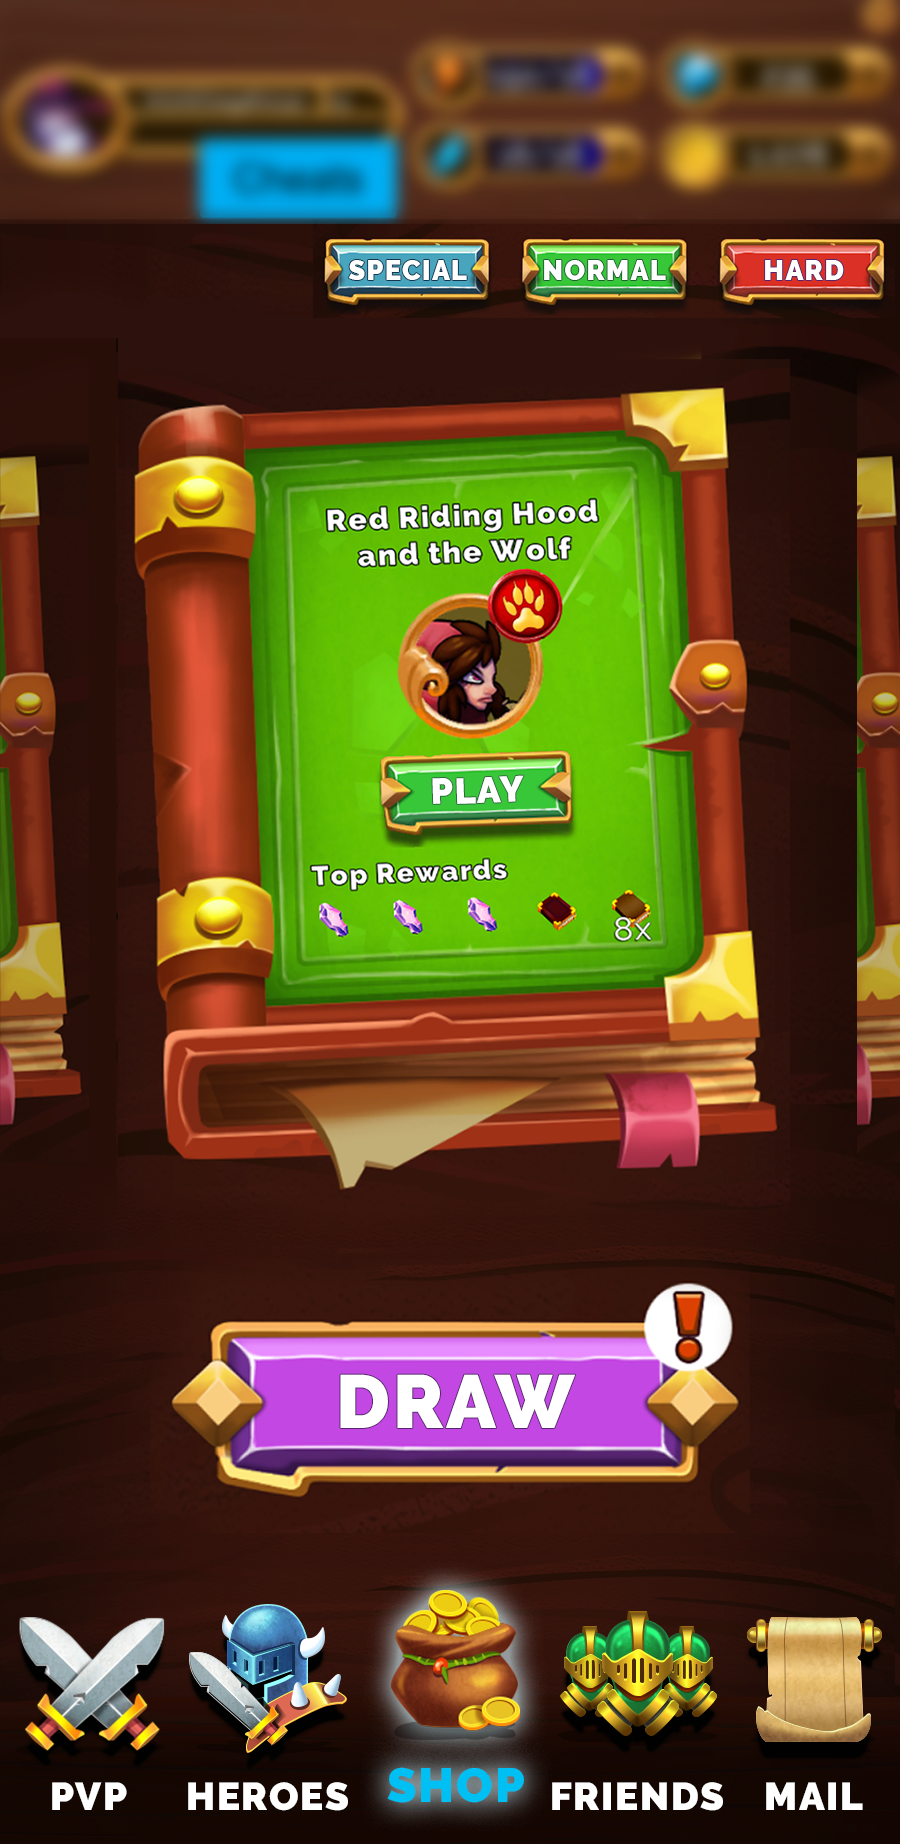 Cheats
SPECIAL
NORMAL
HARD
Red Riding Hood
and the Wolf
PLAY
Top Rewards
8x
DRAW
PVP
HEROES
SHOP
FRIENDS
MAIL